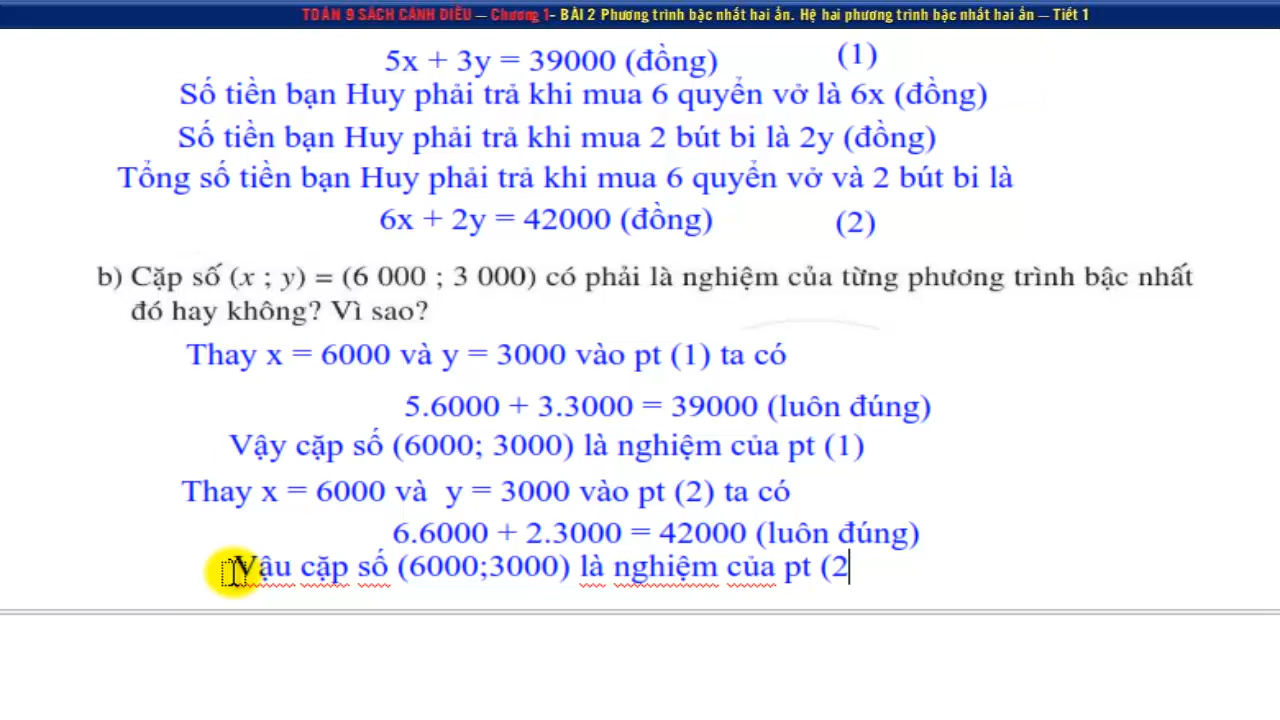 TOÁN 9 SÁCH CÁNH DIỀU – Chương 1- BÀI 2 Phương trình bậc nhất hai ẩn. Hệ hai phương trình bậc nhất hai ẩn – Tiết 1
5x + 3y = 39000 (đồng) (1)
Số tiền bạn Huy phải trả khi mua 6 quyển vở là 6x (đồng)
Số tiền bạn Huy phải trả khi mua 2 bút bi là 2y (đồng)
Tổng số tiền bạn Huy phải trả khi mua 6 quyển vở và 2 bút bi là
6x + 2y = 42000 (đồng) (2)
b) Cặp số (x ; y) = (6 000 ; 3 000) có phải là nghiệm của từng phương trình bậc nhất
đó hay không? Vì sao?
Thay x = 6000 và y = 3000 vào pt (1) ta có
5.6000 + 3.3000 = 39000 (luôn đúng)
Vậy cặp số (6000; 3000) là nghiệm của pt (1)
Thay x = 6000 và y = 3000 vào pt (2) ta có
6.6000 + 2.3000 = 42000 (luôn đúng)
Vậu cặp số (6000;3000) là nghiệm của pt (2